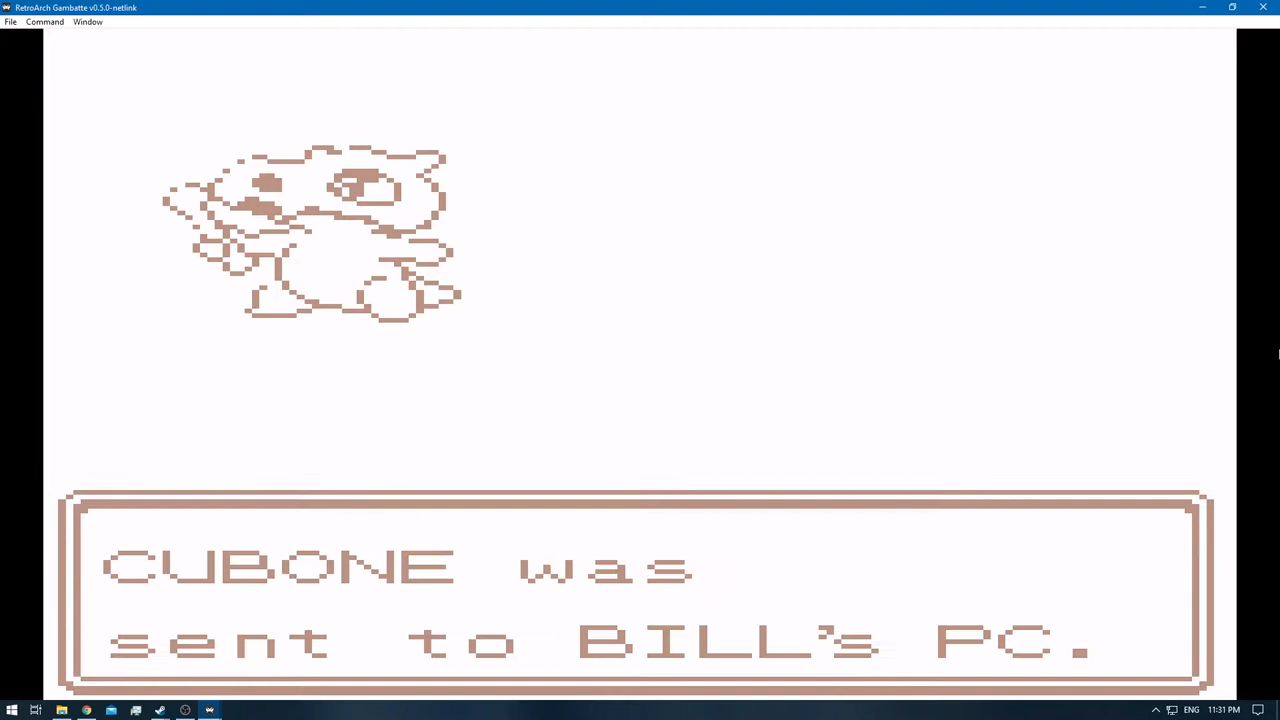 RetroArch Gambatte v0.5.0-netlink
File Command Window
CUBONE was
sent to BILL's PC.
ENG 11:31 PM